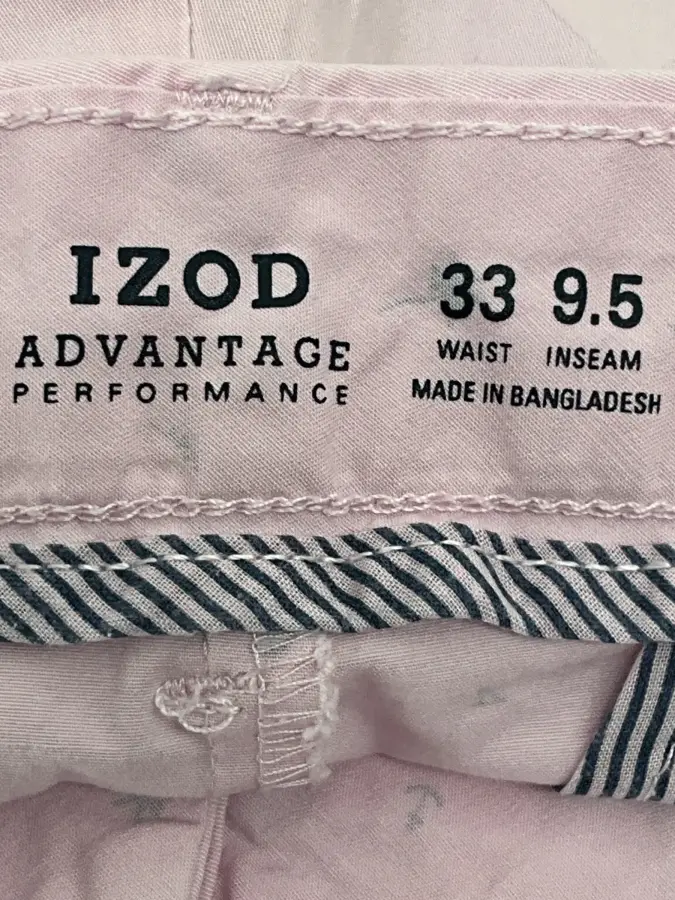 IZOD
ADVANTAGE
PERFORMANCE
33 9.5
WAIST INSEAM
MADE IN BANGLADESH